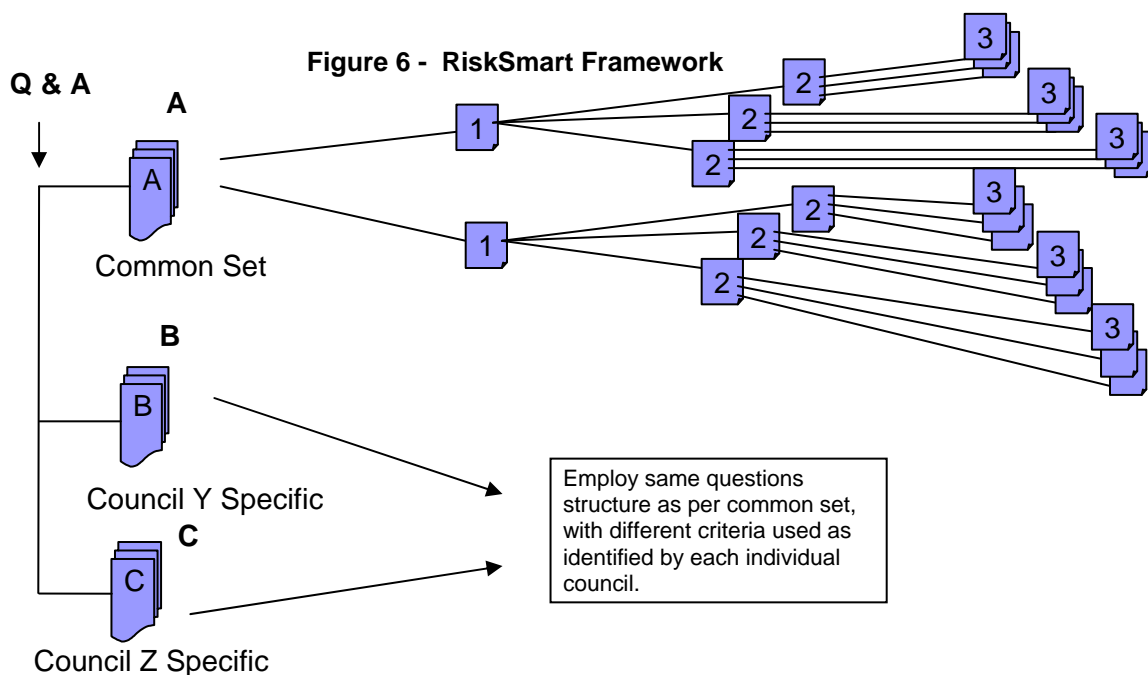 Figure 6 - RiskSmart Framework
Q & A
A
A
Common Set
1
2
3
2
3
2
3
1
2
3
2
3
2
3
B
B
Council Y Specific
C
C
Council Z Specific
Employ same questions
structure as per common set,
with different criteria used as
identified by each individual
council.